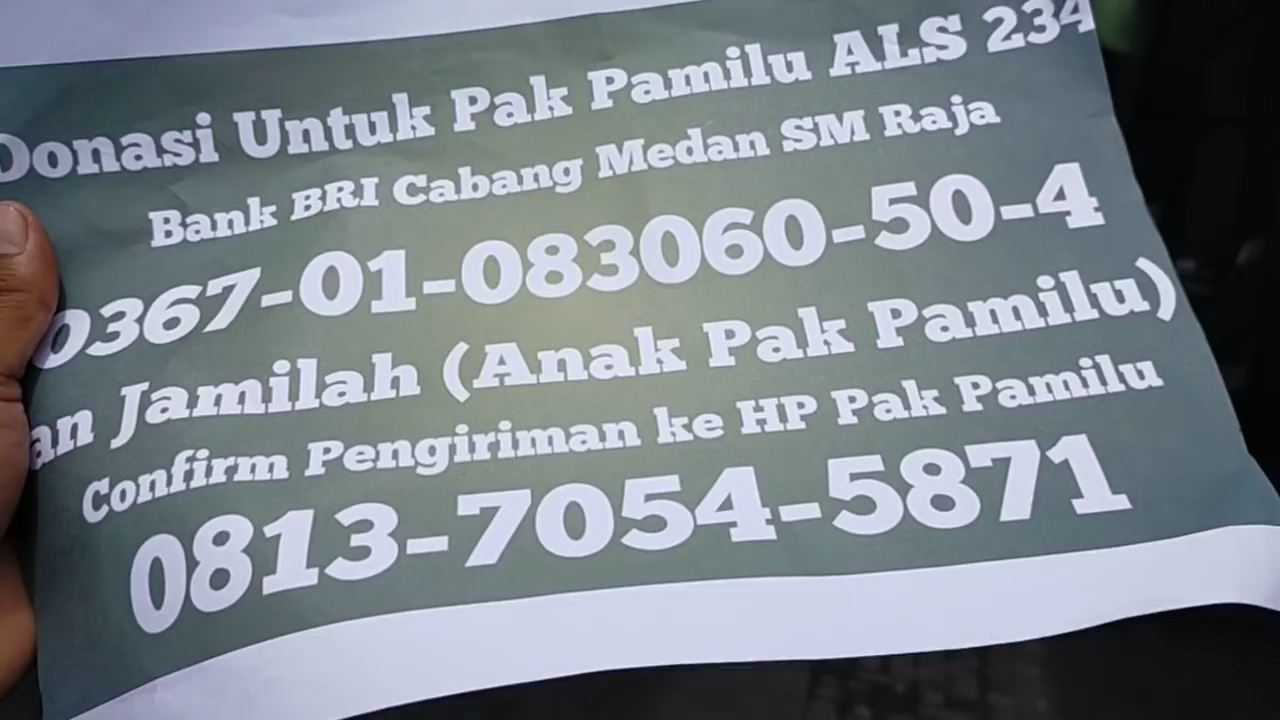 Donasi Untuk Pak Pamilu ALS 234
Bank BRI Cabang Medan SM Raja
0367-01-083060-50-4
an Jamilah (Anak Pak Pamilu)
Confirm Pengiriman ke HP Pak Pamilu
0813-7054-5871